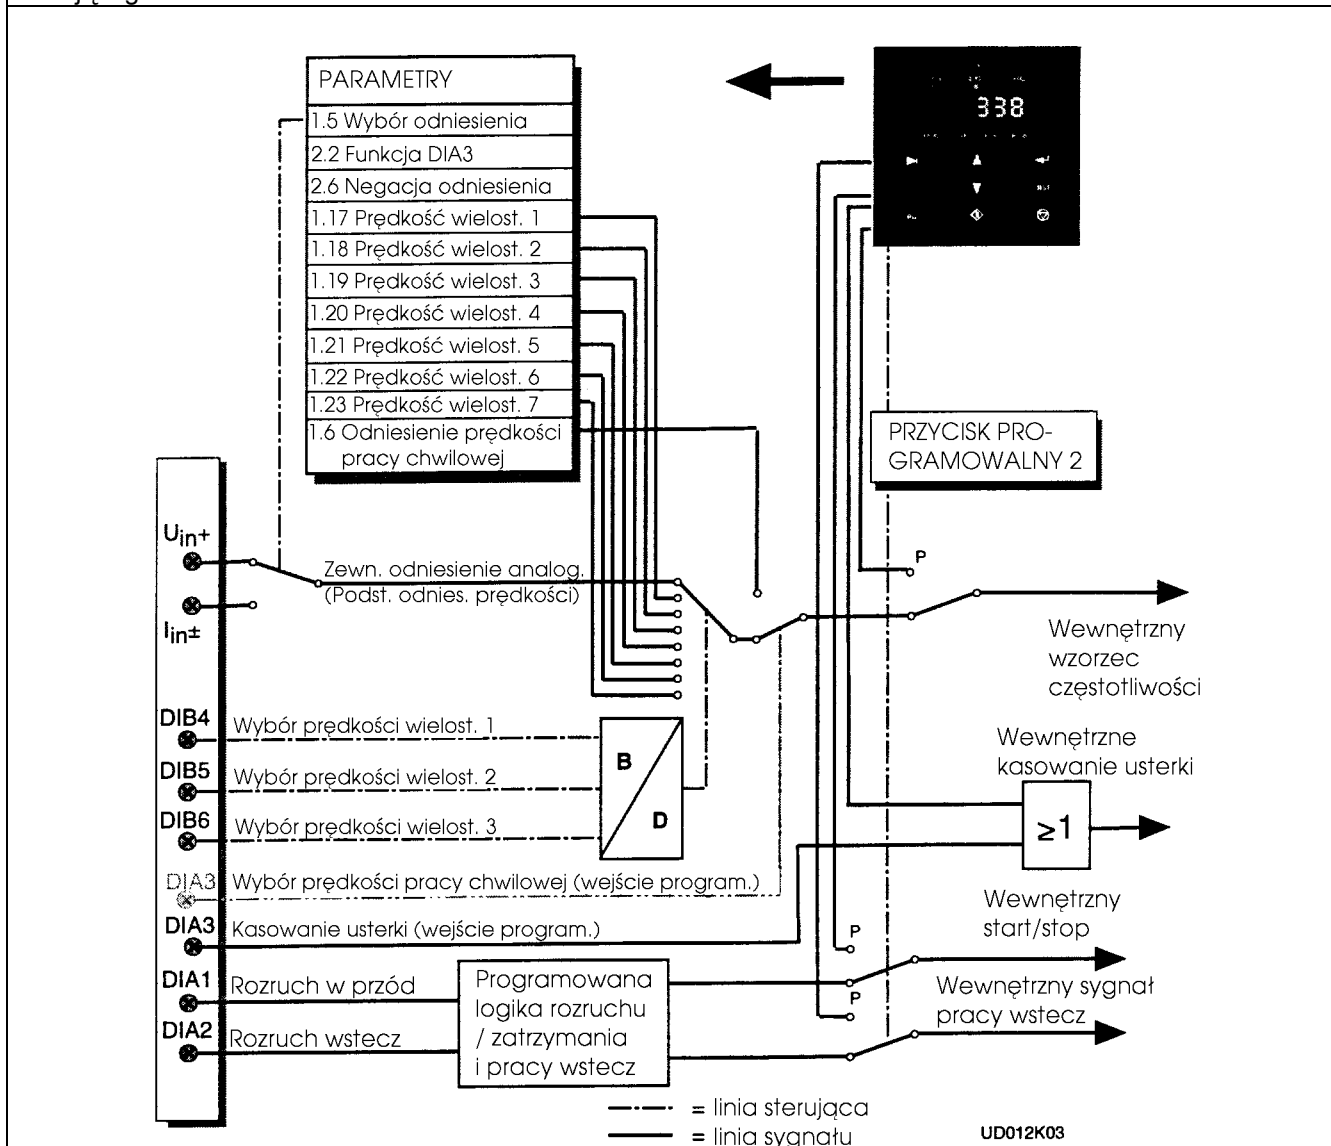 PARAMETRY
1.5 Wybór odniesienia
2.2 Funkcja DIA3
2.6 Negacja odniesienia
1.17 Prędkość wielost. 1
1.18 Prędkość wielost. 2
1.19 Prędkość wielost. 3
1.20 Prędkość wielost. 4
1.21 Prędkość wielost. 5
1.22 Prędkość wielost. 6
1.23 Prędkość wielost. 7
1.6 Odniesienie prędkości
pracy chwilowej
338
PRZYCISK PRO-
GRAMOWALNY 2
Uin+
Iin±
Zewn. odniesienie analog.
(Podst. odnies. prędkości)
P
Wewnętrzny
wzorzec
częstotliwości
DIB4
Wybór prędkości wielost. 1
DIB5
Wybór prędkości wielost. 2
DIB6
Wybór prędkości wielost. 3
B
D
Wewnętrzne
kasowanie usterki
≥1
DIA3
Wybór prędkości pracy chwilowej (wejście program.)
DIA3
Kasowanie usterki (wejście program.)
Wewnętrzny
start/stop
P
DIA1
Rozruch w przód
DIA2
Rozruch wstecz
Programowana
logika rozruchu
/ zatrzymania
i pracy wstecz
P
Wewnętrzny sygnał
pracy wstecz
= linia sterująca
= linia sygnału
UD012K03